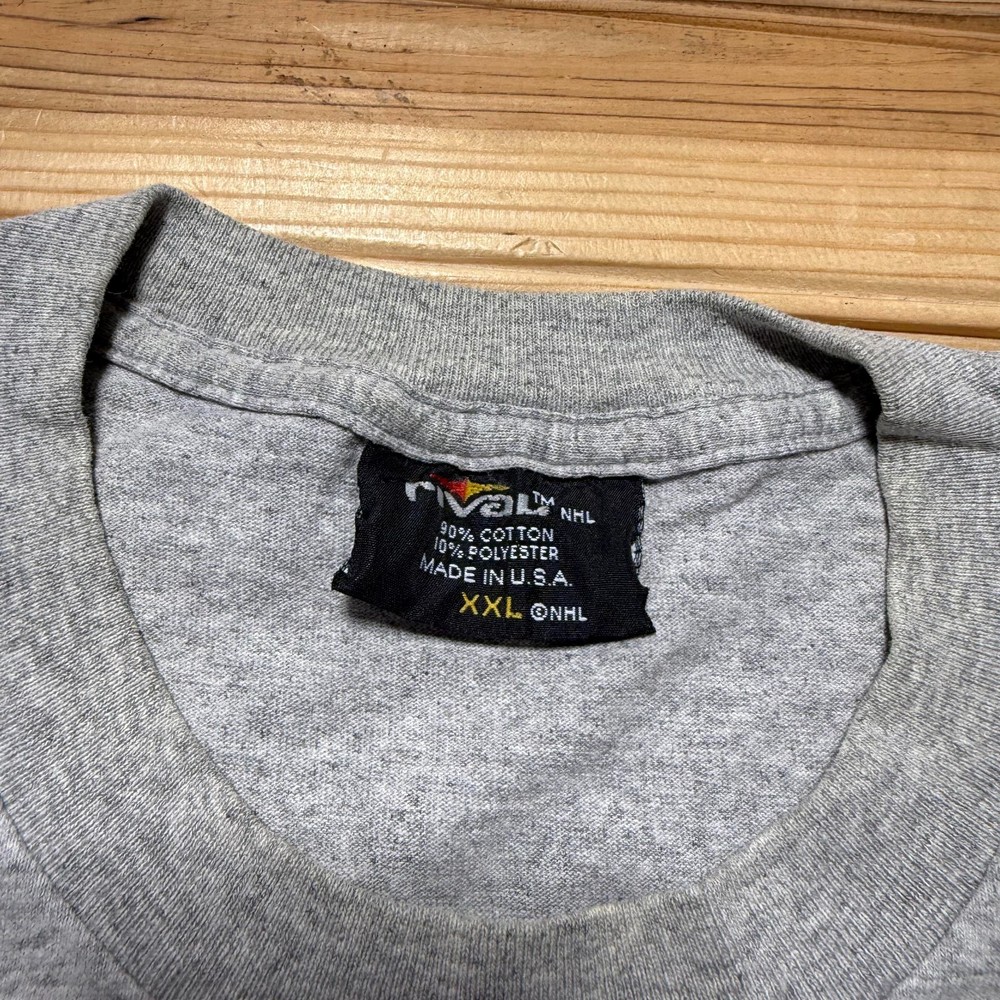 rival™ NHL
90% COTTON
10% POLYESTER
MADE IN U.S.A.
XXL ©NHL